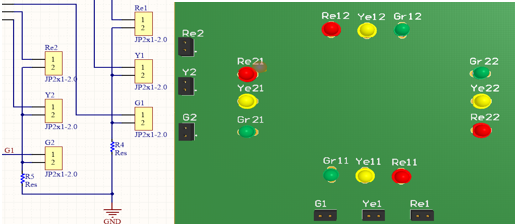 Re1
1
2
JP2x1-2.0
Re2
1
2
JP2x1-2.0
Y1
1
2
JP2x1-2.0
Y2
1
2
JP2x1-2.0
G1
1
2
JP2x1-2.0
G1
G2
1
2
JP2x1-2.0
R4
Res
R5
Res
GND
Re12 Ye12 Gr12
Re2
Re21
Gr22
Y2
Ye21
Ye22
G2
Gr21
Re22
Gr11 Ye11 Re11
G1 Ye1 Re1